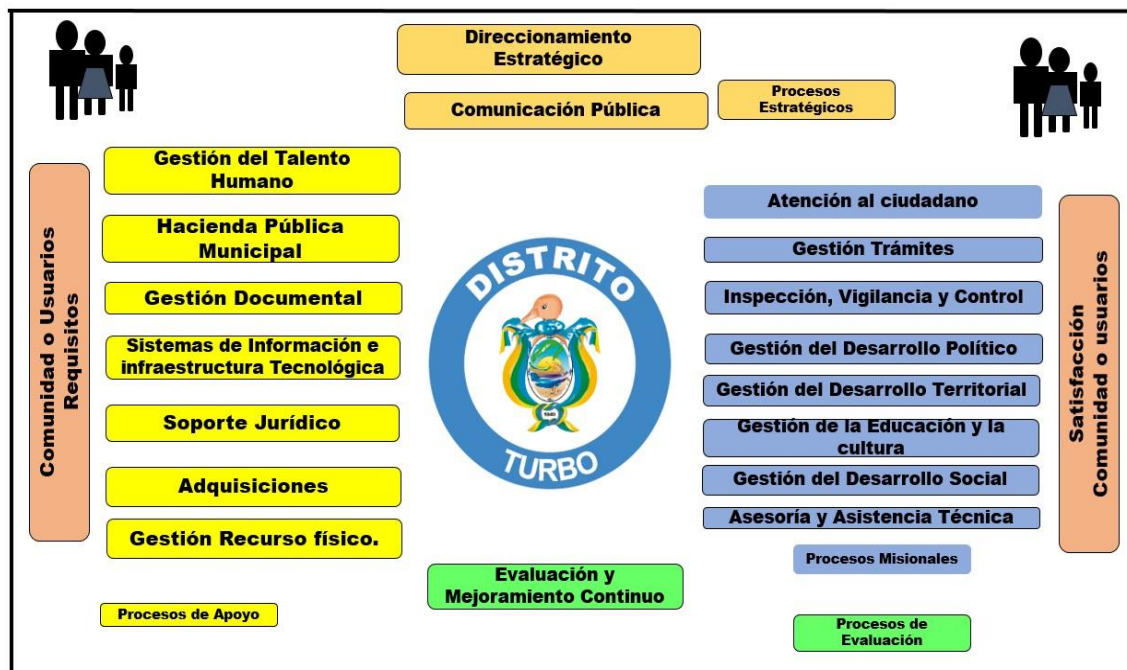 Direccionamiento
Estratégico
Comunicación Pública
Procesos
Estratégicos
Comunidad o Usuarios
Requisitos
Gestión del Talento
Humano
Hacienda Pública
Municipal
Gestión Documental
Sistemas de Información e
infraestructura Tecnológica
Soporte Jurídico
Adquisiciones
Gestión Recurso físico.
Procesos de Apoyo
DISTRITO
1840
TURBO
Evaluación y
Mejoramiento Continuo
Atención al ciudadano
Gestión Trámites
Inspección, Vigilancia y Control
Gestión del Desarrollo Político
Gestión del Desarrollo Territorial
Gestión de la Educación y la
cultura
Gestión del Desarrollo Social
Asesoría y Asistencia Técnica
Procesos Misionales
Procesos de
Evaluación
Satisfacción
Comunidad o usuarios